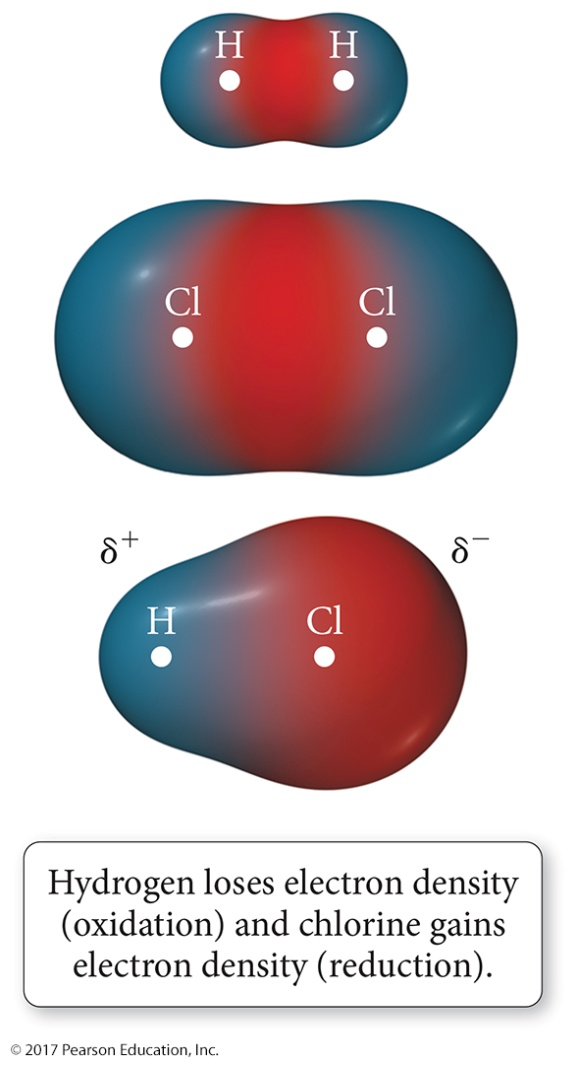 H H
Cl Cl
δ+ δ−
H Cl
Hydrogen loses electron density
(oxidation) and chlorine gains
electron density (reduction).
© 2017 Pearson Education, Inc.